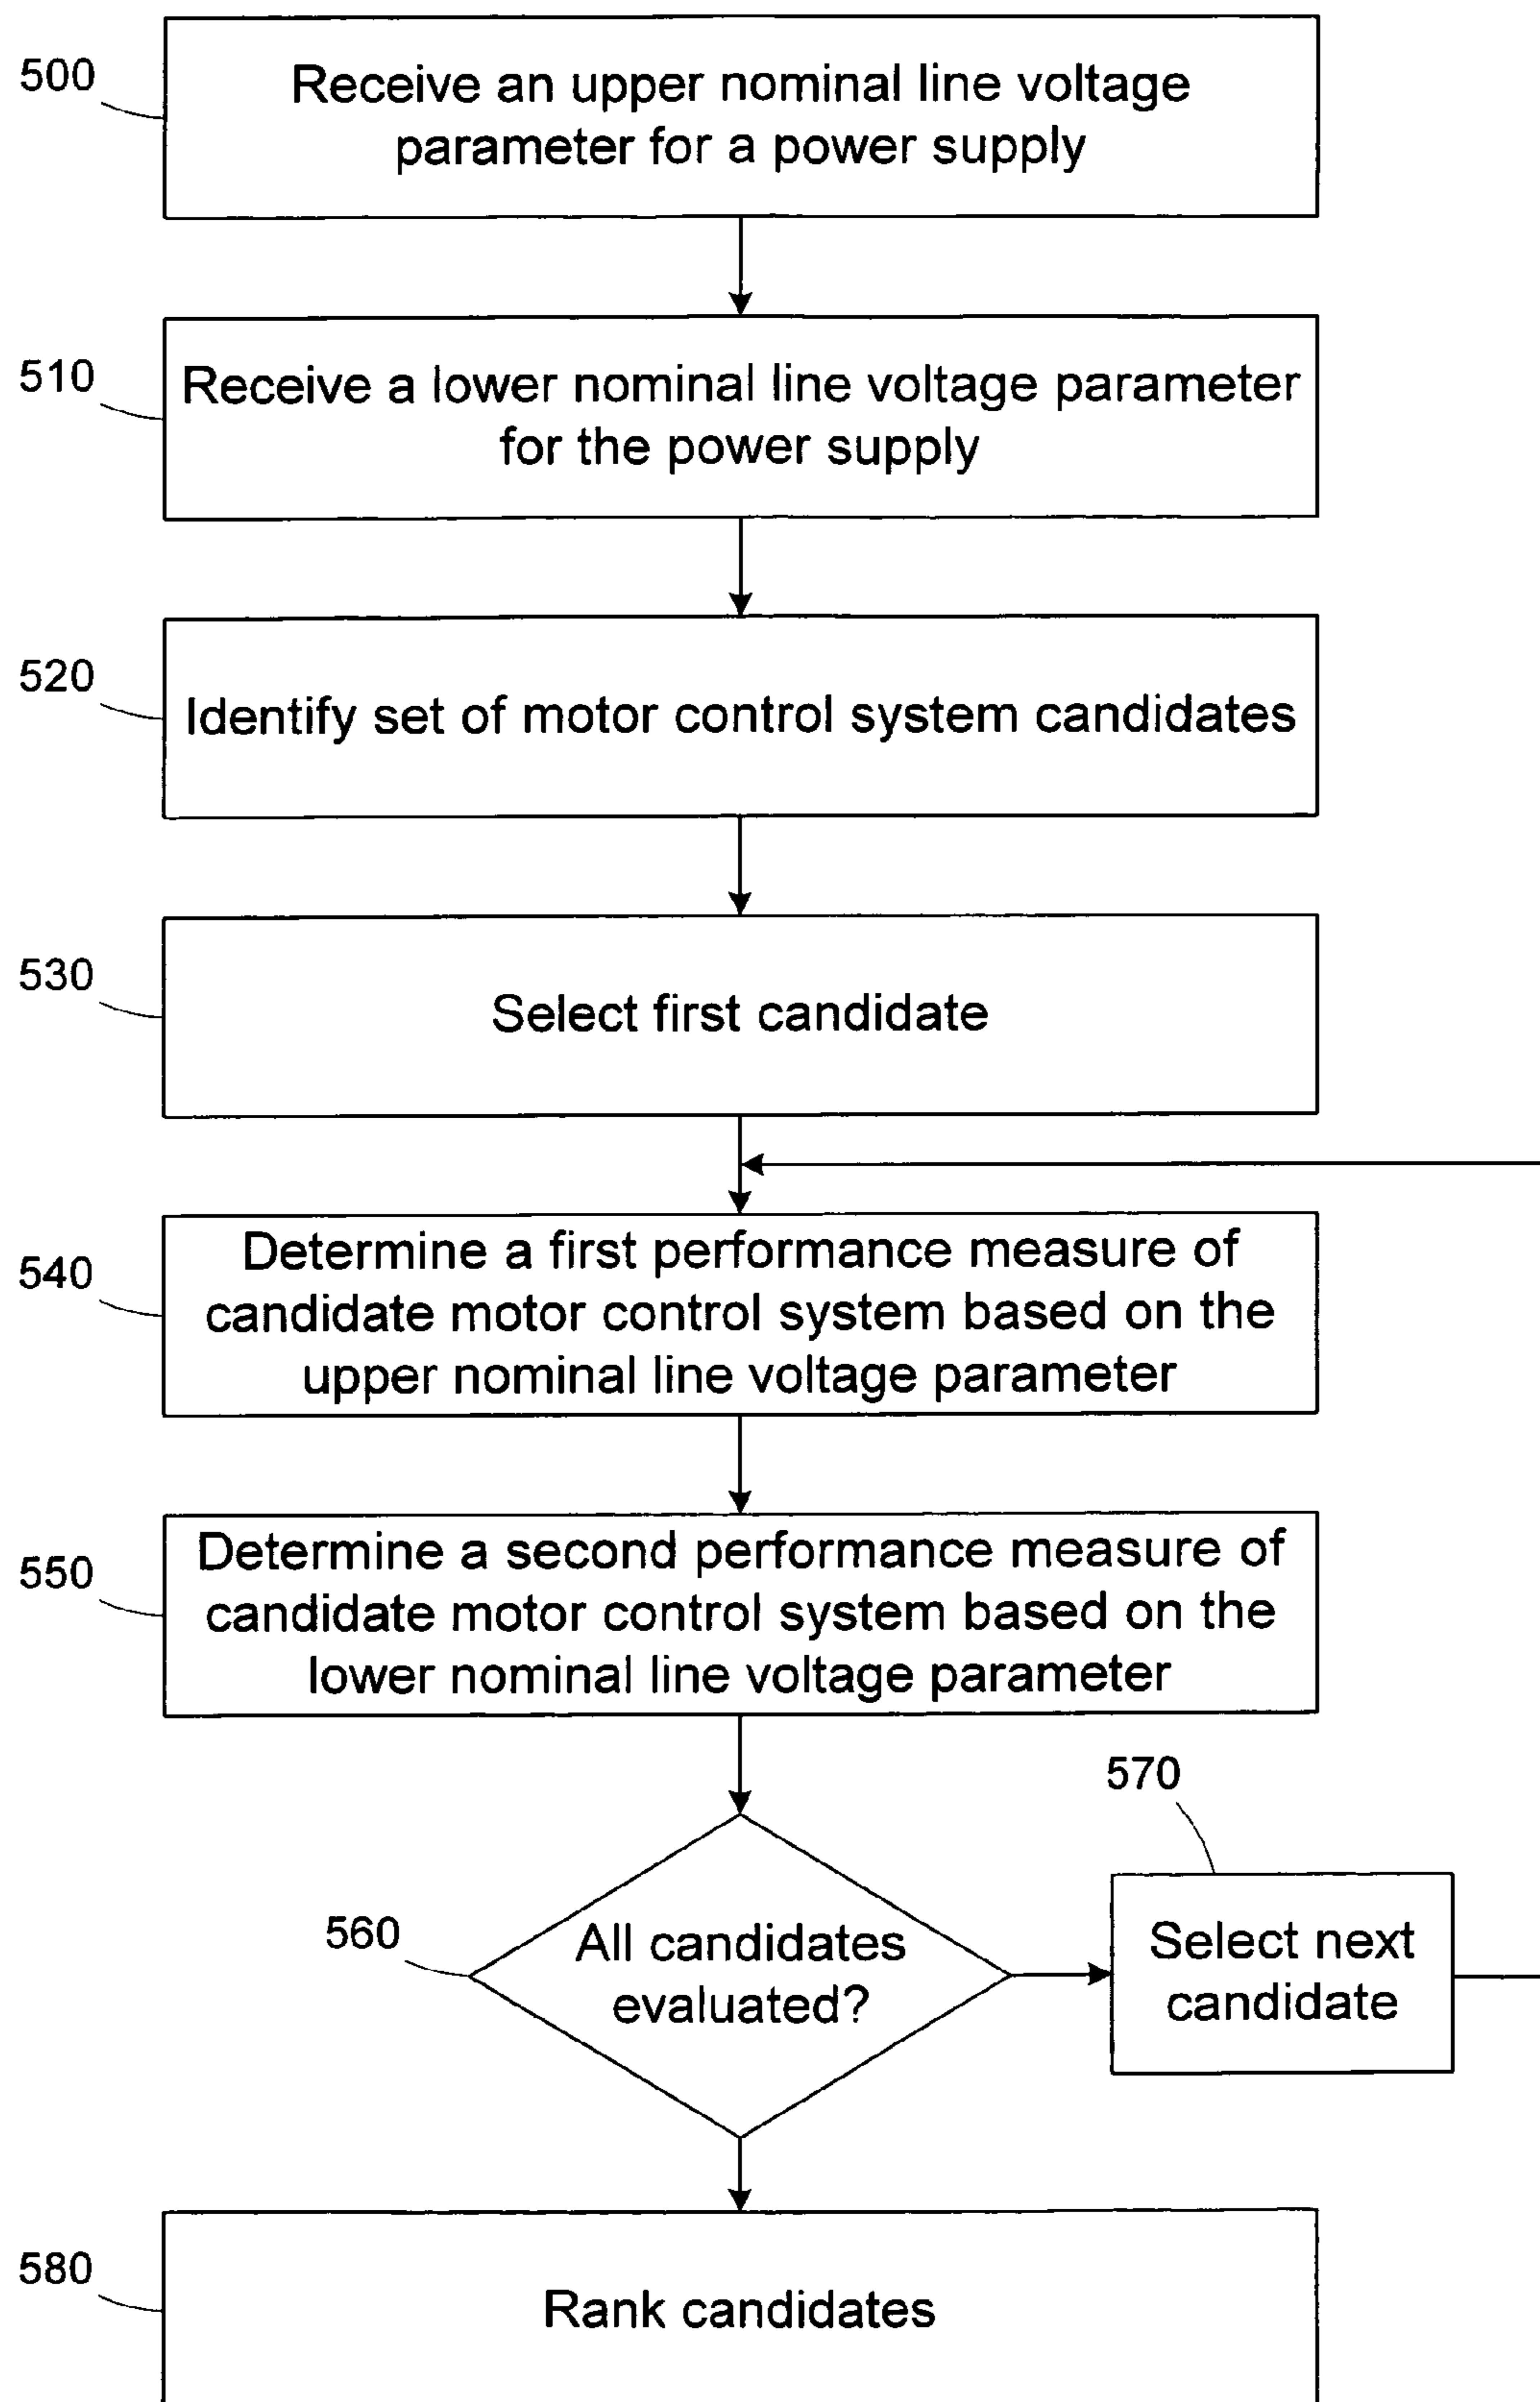 500
Receive an upper nominal line voltage
parameter for a power supply
510
Receive a lower nominal line voltage parameter
for the power supply
520
Identify set of motor control system candidates
530
Select first candidate
540
Determine a first performance measure of
candidate motor control system based on the
upper nominal line voltage parameter
550
Determine a second performance measure of
candidate motor control system based on the
lower nominal line voltage parameter
560
All candidates
evaluated?
570
Select next
candidate
580
Rank candidates